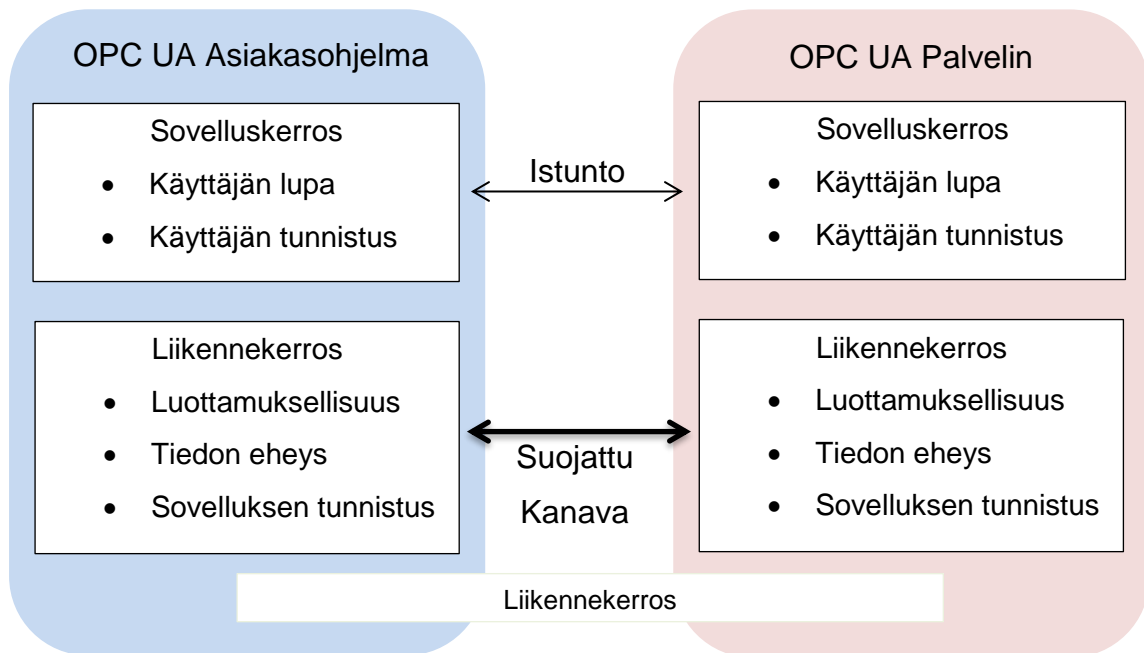 OPC UA Asiakasohjelma
Sovelluskerros
• Käyttäjän lupa
• Käyttäjän tunnistus
Liikennekerros
• Luottamuksellisuus
• Tiedon eheys
• Sovelluksen tunnistus
Istunto
Suojattu
Kanava
OPC UA Palvelin
Sovelluskerros
• Käyttäjän lupa
• Käyttäjän tunnistus
Liikennekerros
• Luottamuksellisuus
• Tiedon eheys
• Sovelluksen tunnistus
Liikennekerros